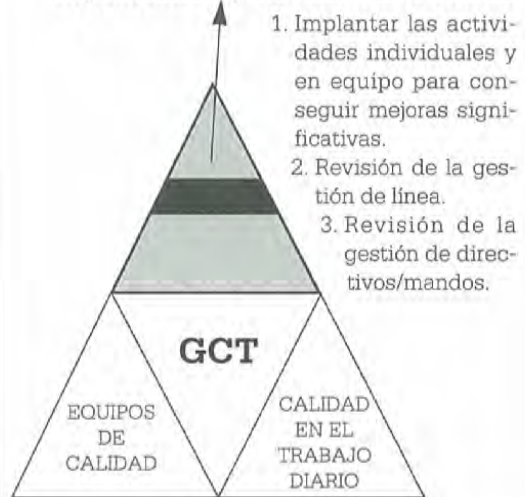 1. Implantar las activi-
dades individuales y
en equipo para con-
seguir mejoras signi-
ficativas.
2. Revisión de la ges-
tión de línea.
3. Revisión de la
gestión de direc-
tivos/mandos.
GCT
EQUIPOS
DE
CALIDAD
CALIDAD
EN EL
TRABAJO
DIARIO